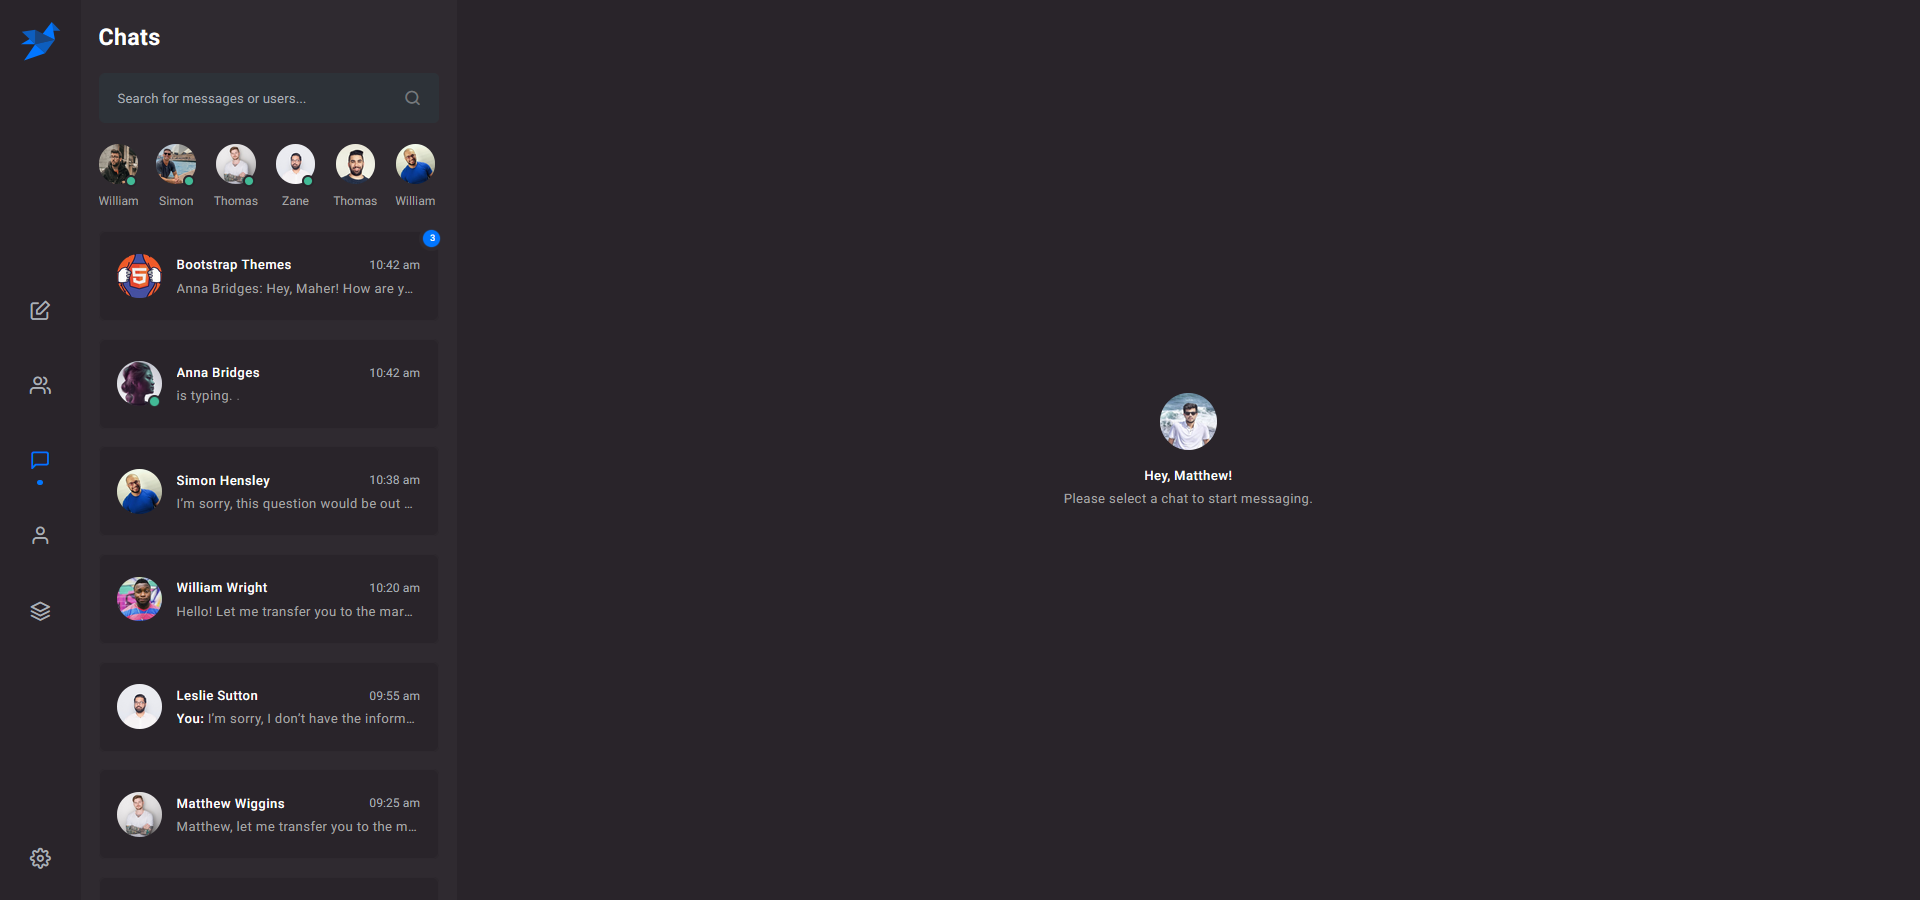 Chats
Search for messages or users...
William Simon Thomas Zane Thomas William
3
Bootstrap Themes 10:42 am
Anna Bridges: Hey, Maher! How are y...
Anna Bridges 10:42 am
is typing. .
Simon Hensley 10:38 am
I'm sorry, this question would be out ...
William Wright 10:20 am
Hello! Let me transfer you to the mar...
Leslie Sutton 09:55 am
You: I'm sorry, I don't have the inform...
Matthew Wiggins 09:25 am
Matthew, let me transfer you to the m...
Hey, Matthew!
Please select a chat to start messaging.